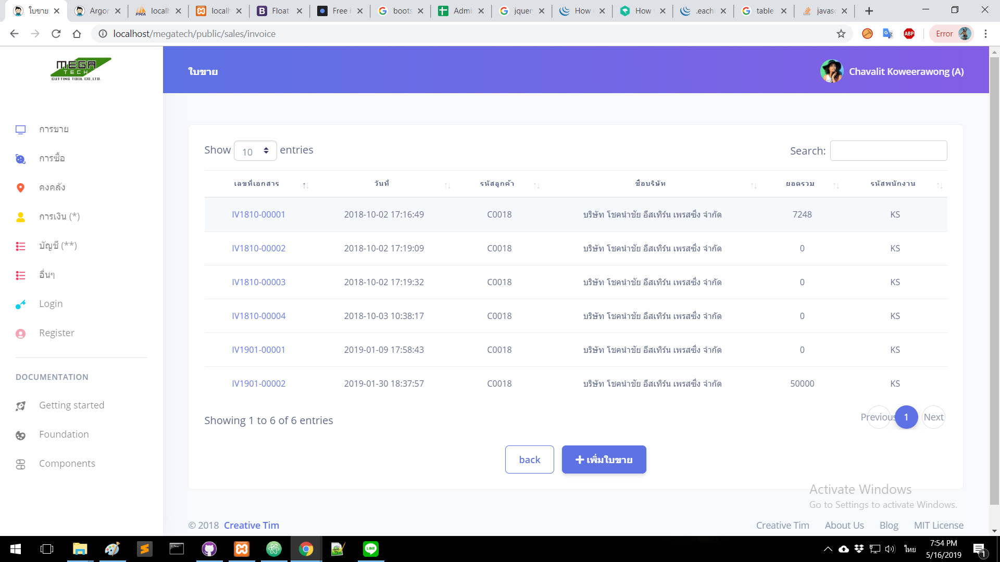 ใบขาย
Argor
localh
localh
Float
Free i
boots
Admi
jquer
How
How
.each
table
javasc
localhost/megatech/public/sales/invoice
Error
MEGA
TECH
CUTTING TOOL CO.,LTD.
ใบขาย
Chavalit Koweerawong (A)
การขาย
การซื้อ
คงคลัง
การเงิน (*)
บัญชี (**)
อื่นๆ
Login
Register
DOCUMENTATION
Getting started
Foundation
Components
Show 10 entries
Search:
เลขที่เอกสาร วันที่ รหัสลูกค้า ชื่อบริษัท ยอดรวม รหัสพนักงาน
IV1810-00001 2018-10-02 17:16:49 C0018 บริษัท โชคนำชัย อีสเทิร์น เพรสซิ่ง จำกัด 7248 KS
IV1810-00002 2018-10-02 17:19:09 C0018 บริษัท โชคนำชัย อีสเทิร์น เพรสซิ่ง จำกัด 0 KS
IV1810-00003 2018-10-02 17:19:32 C0018 บริษัท โชคนำชัย อีสเทิร์น เพรสซิ่ง จำกัด 0 KS
IV1810-00004 2018-10-03 10:38:17 C0018 บริษัท โชคนำชัย อีสเทิร์น เพรสซิ่ง จำกัด 0 KS
IV1901-00001 2019-01-09 17:58:43 C0018 บริษัท โชคนำชัย อีสเทิร์น เพรสซิ่ง จำกัด 0 KS
IV1901-00002 2019-01-30 18:37:57 C0018 บริษัท โชคนำชัย อีสเทิร์น เพรสซิ่ง จำกัด 50000 KS
Showing 1 to 6 of 6 entries
Previous 1 Next
back
เพิ่มใบขาย
Activate Windows
Go to Settings to activate Windows.
© 2018 Creative Tim
Creative Tim About Us Blog MIT License
ไทย
7:54 PM
5/16/2019
1